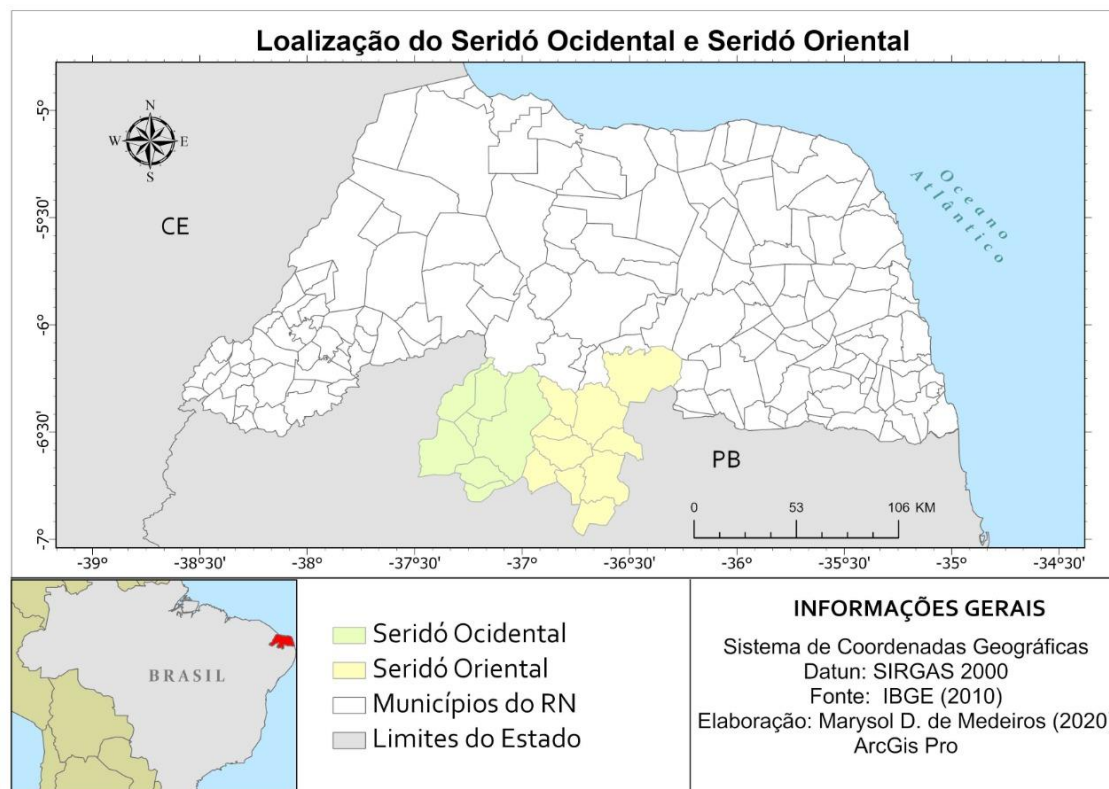 Loalização do Seridó Ocidental e Seridó Oriental
-5°
-5°30'
-6°
-6°30'
-7°
N
W
E
S
CE
Oceano
Atlântico
PB
0 53 106 KM
-39° -38°30' -38° -37°30' -37° -36°30' -36° -35°30' -35° -34°30'
BRASIL
Seridó Ocidental
Seridó Oriental
Municípios do RN
Limites do Estado
INFORMAÇÕES GERAIS
Sistema de Coordenadas Geográficas
Datun: SIRGAS 2000
Fonte: IBGE (2010)
Elaboração: Marysol D. de Medeiros (2020)
ArcGis Pro